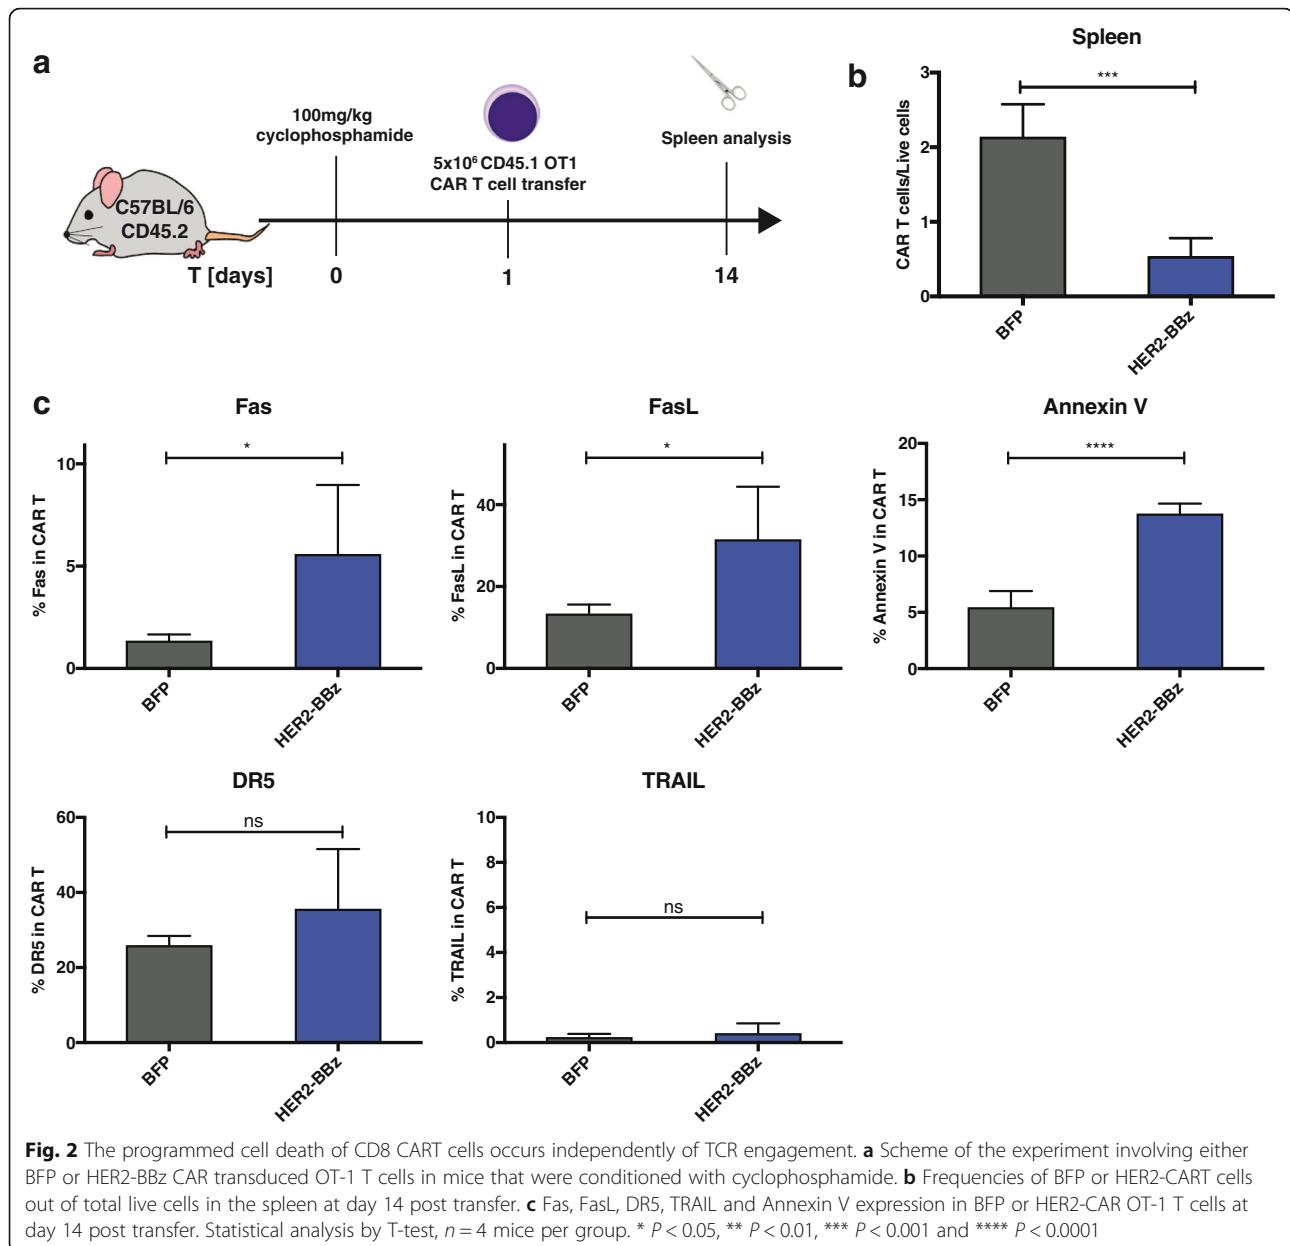 a
100mg/kg
cyclophosphamide
5x10⁶ CD45.1 OT1
CAR T cell transfer
Spleen analysis
C57BL/6
CD45.2
T [days]
0
1
14
b
Spleen
***
CAR T cells/Live cells
3
2
1
0
BFP
HER2-BBz
c
Fas
*
% Fas in CAR T
10
5
0
BFP
HER2-BBz
FasL
*
% FasL in CAR T
40
20
0
BFP
HER2-BBz
Annexin V
****
% Annexin V in CAR T
20
15
10
5
0
BFP
HER2-BBz
DR5
ns
% DR5 in CAR T
60
40
20
0
BFP
HER2-BBz
TRAIL
ns
% TRAIL in CAR T
10
8
6
4
2
0
BFP
HER2-BBz
Fig. 2 The programmed cell death of CD8 CART cells occurs independently of TCR engagement. a Scheme of the experiment involving either
BFP or HER2-BBz CAR transduced OT-1 T cells in mice that were conditioned with cyclophosphamide. b Frequencies of BFP or HER2-CART cells
out of total live cells in the spleen at day 14 post transfer. c Fas, FasL, DR5, TRAIL and Annexin V expression in BFP or HER2-CAR OT-1 T cells at
day 14 post transfer. Statistical analysis by T-test, n = 4 mice per group. * P < 0.05, ** P < 0.01, *** P < 0.001 and **** P < 0.0001